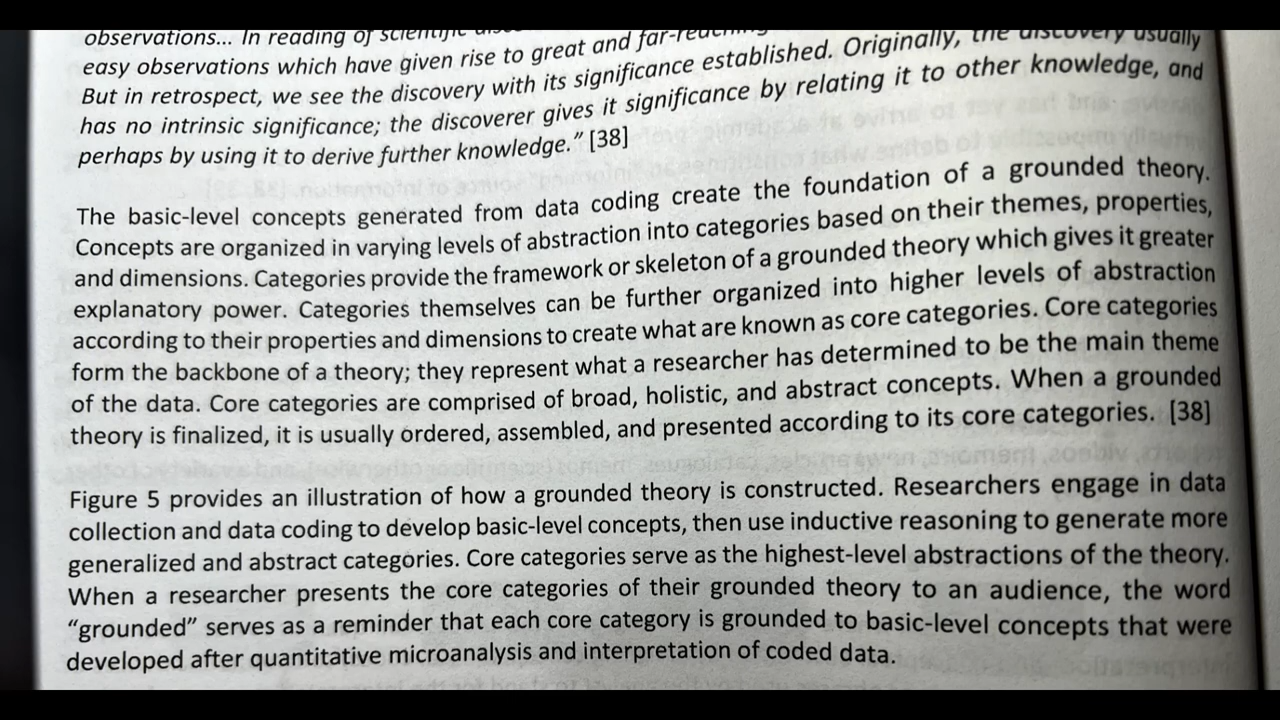 observations... In reading of scientific
easy observations which have given rise to great and far-reaching
But in retrospect, we see the discovery with its significance established. Originally, the discovery usually
has no intrinsic significance; the discoverer gives it significance by relating it to other knowledge, and
perhaps by using it to derive further knowledge." [38]
The basic-level concepts generated from data coding create the foundation of a grounded theory.
Concepts are organized in varying levels of abstraction into categories based on their themes, properties,
and dimensions. Categories provide the framework or skeleton of a grounded theory which gives it greater
explanatory power. Categories themselves can be further organized into higher levels of abstraction
according to their properties and dimensions to create what are known as core categories. Core categories
form the backbone of a theory; they represent what a researcher has determined to be the main theme
of the data. Core categories are comprised of broad, holistic, and abstract concepts. When a grounded
theory is finalized, it is usually ordered, assembled, and presented according to its core categories. [38]
Figure 5 provides an illustration of how a grounded theory is constructed. Researchers engage in data
collection and data coding to develop basic-level concepts, then use inductive reasoning to generate more
generalized and abstract categories. Core categories serve as the highest-level abstractions of the theory.
When a researcher presents the core categories of their grounded theory to an audience, the word
“grounded” serves as a reminder that each core category is grounded to basic-level concepts that were
developed after quantitative microanalysis and interpretation of coded data.